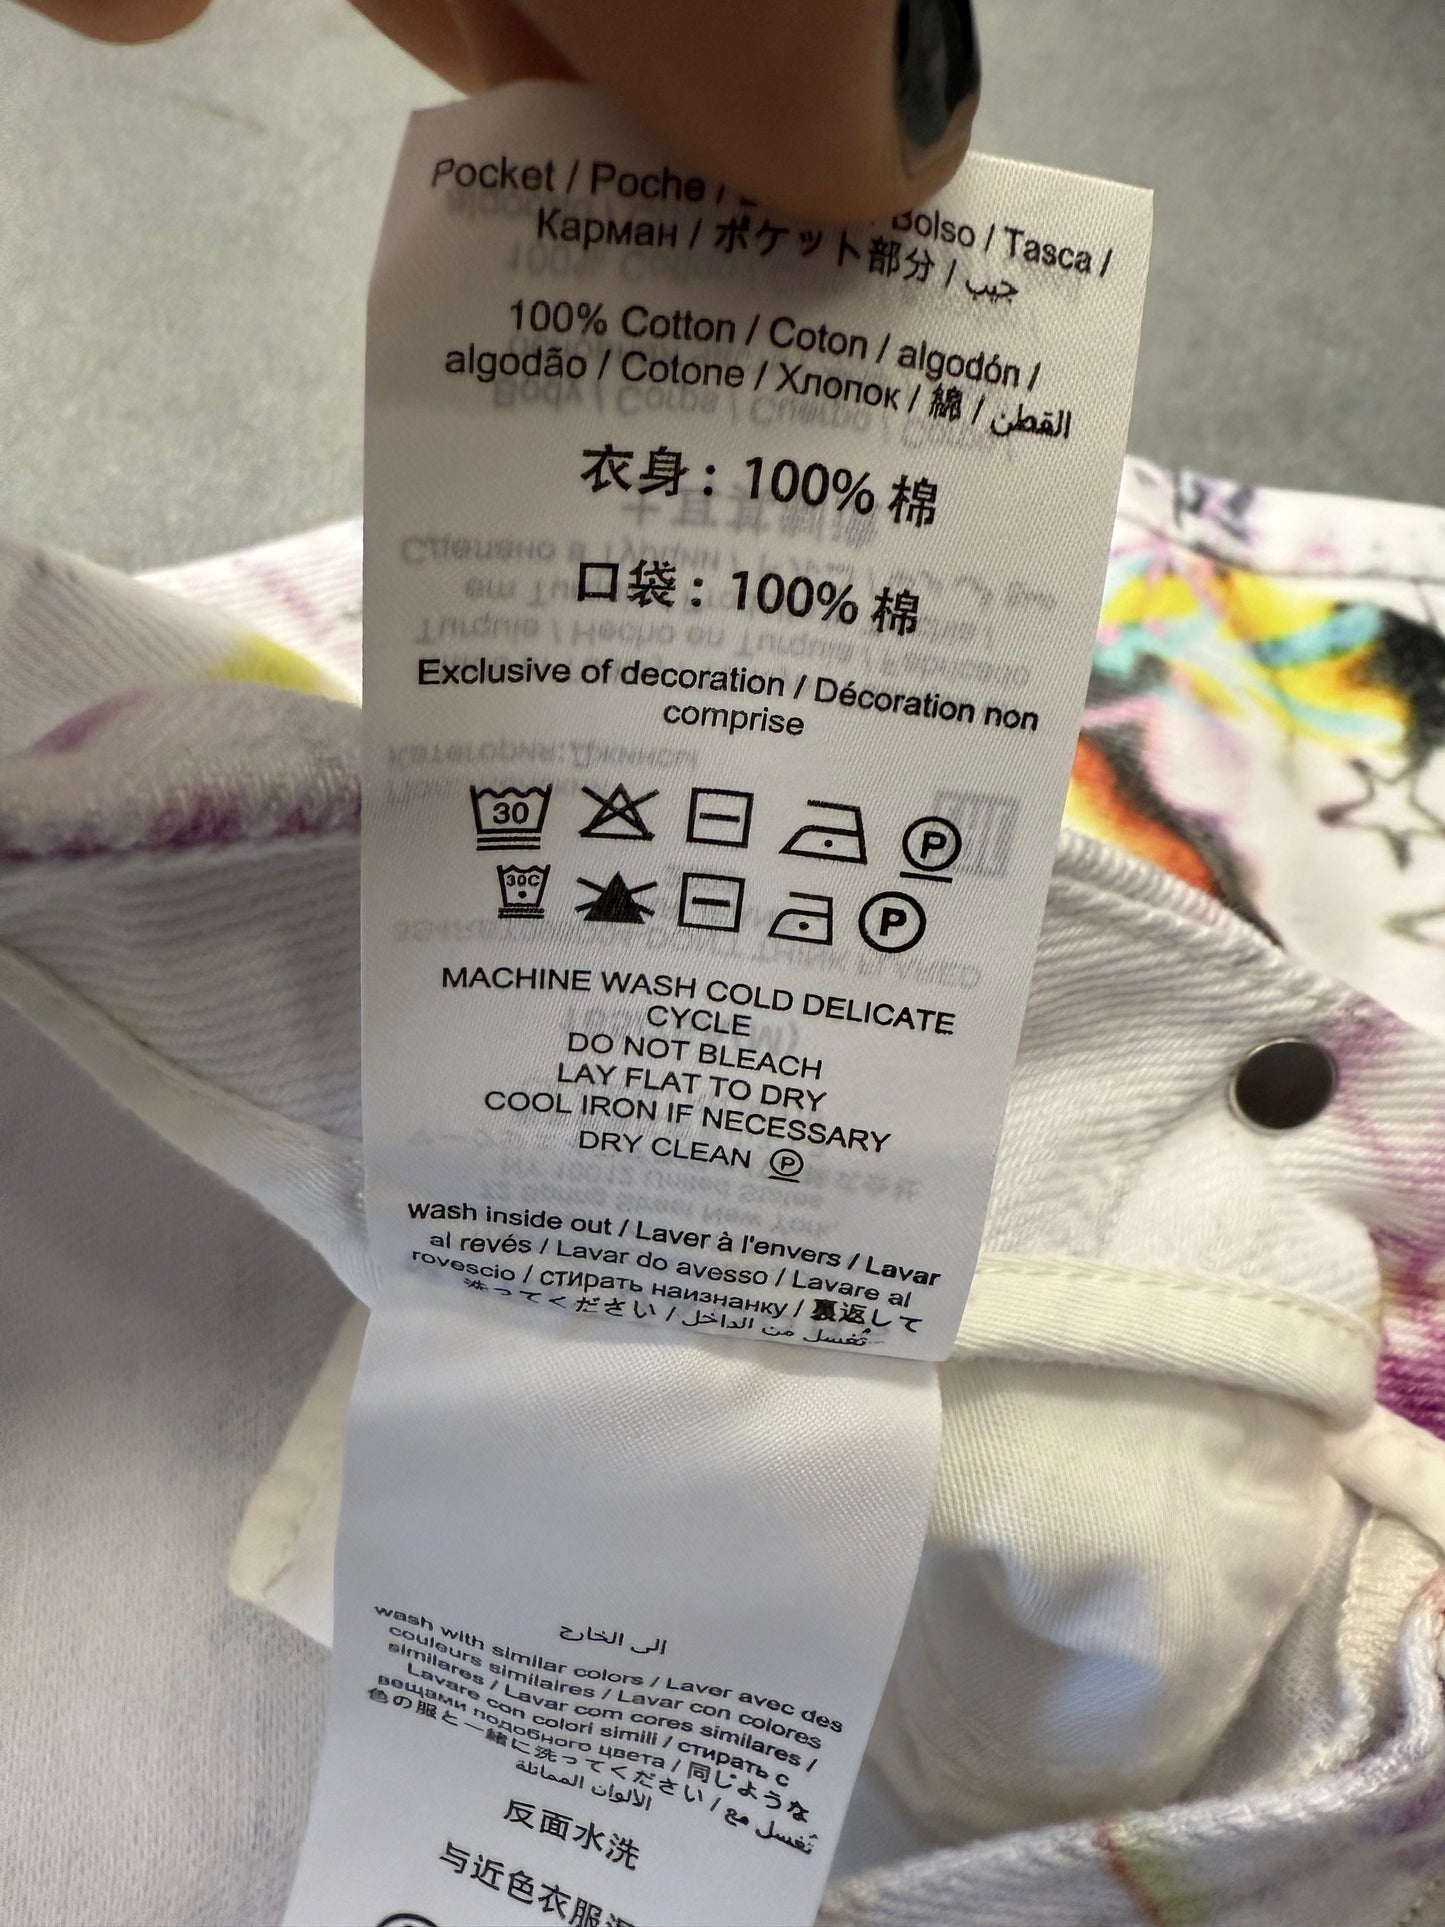 Pocket / Poche / Bolso / Tasca /
Карман / ポケット部分 / جيب
100% Cotton / Coton / algodón /
algodão / Cotone / Хлопок / 綿 / القطن
衣身 : 100% 棉
口袋 : 100% 棉
Exclusive of decoration / Décoration non
comprise
30 P
30C P
MACHINE WASH COLD DELICATE
CYCLE
DO NOT BLEACH
LAY FLAT TO DRY
COOL IRON IF NECESSARY
DRY CLEAN P
wash inside out / Laver à l'envers / Lavar
al revés / Lavar do avesso / Lavare al
rovescio / стирать наизнанку / 裏返して
洗ってください / تُغسل من الداخل
إلى الخارج
wash with similar colors / Laver avec des
couleurs similaires / Lavar con colores
similares / Lavar com cores similares /
Lavare con colori simili / стирать с
вещами подобного цвета / 同じような
色の服と一緒に洗ってください / تُغسل مع
الألوان المماثلة
反面水洗
与近色衣服